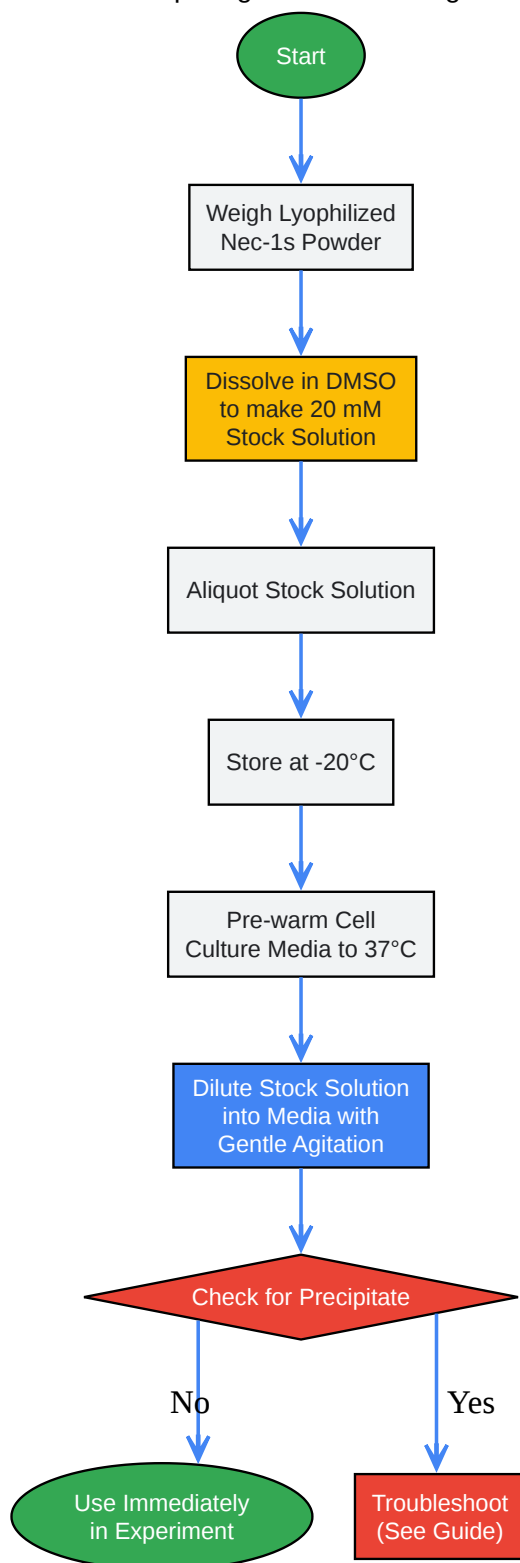 Start
Weigh Lyophilized
Nec-1s Powder
Dissolve in DMSO
to make 20 mM
Stock Solution
Aliquot Stock Solution
Store at -20°C
Pre-warm Cell
Culture Media to 37°C
Dilute Stock Solution
into Media with
Gentle Agitation
Check for Precipitate
No
Yes
Use Immediately
in Experiment
Troubleshoot
(See Guide)